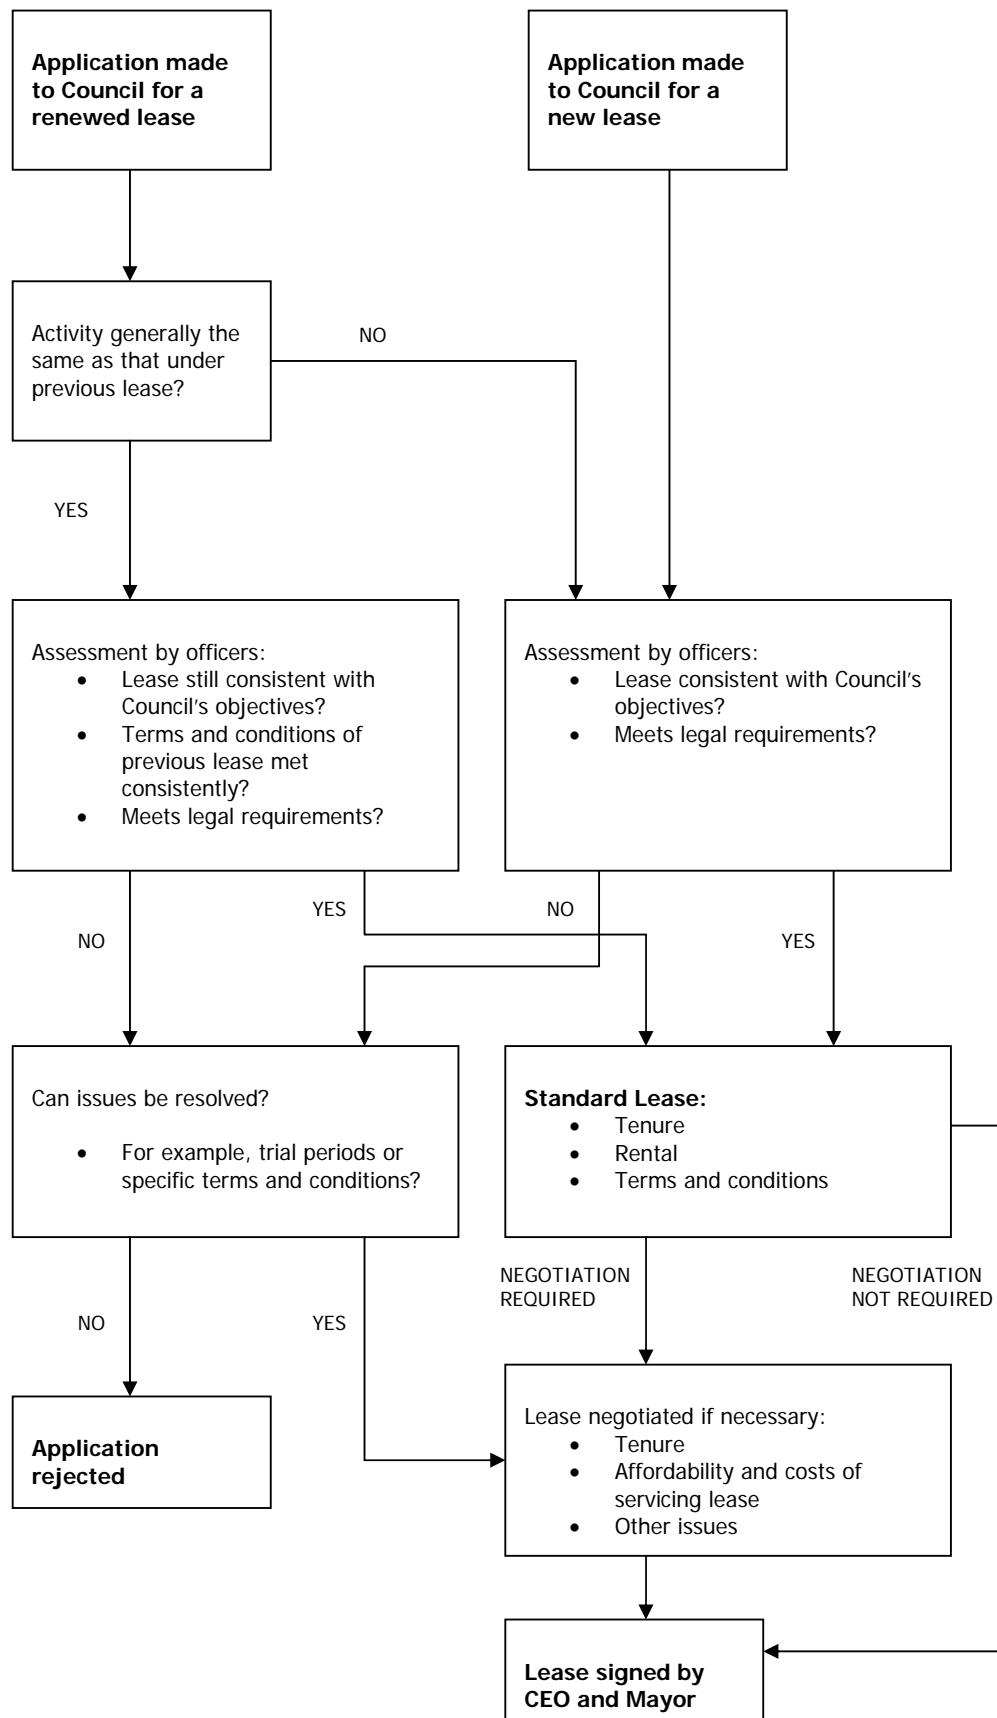 Application made
to Council for a
renewed lease
Application made
to Council for a
new lease
Activity generally the
same as that under
previous lease?
NO
YES
Assessment by officers:
• Lease still consistent with
Council's objectives?
• Terms and conditions of
previous lease met
consistently?
• Meets legal requirements?
Assessment by officers:
• Lease consistent with Council's
objectives?
• Meets legal requirements?
NO
YES
NO
YES
Can issues be resolved?
• For example, trial periods or
specific terms and conditions?
Standard Lease:
• Tenure
• Rental
• Terms and conditions
NO
YES
NEGOTIATION
REQUIRED
NEGOTIATION
NOT REQUIRED
Application
rejected
Lease negotiated if necessary:
• Tenure
• Affordability and costs of
servicing lease
• Other issues
Lease signed by
CEO and Mayor